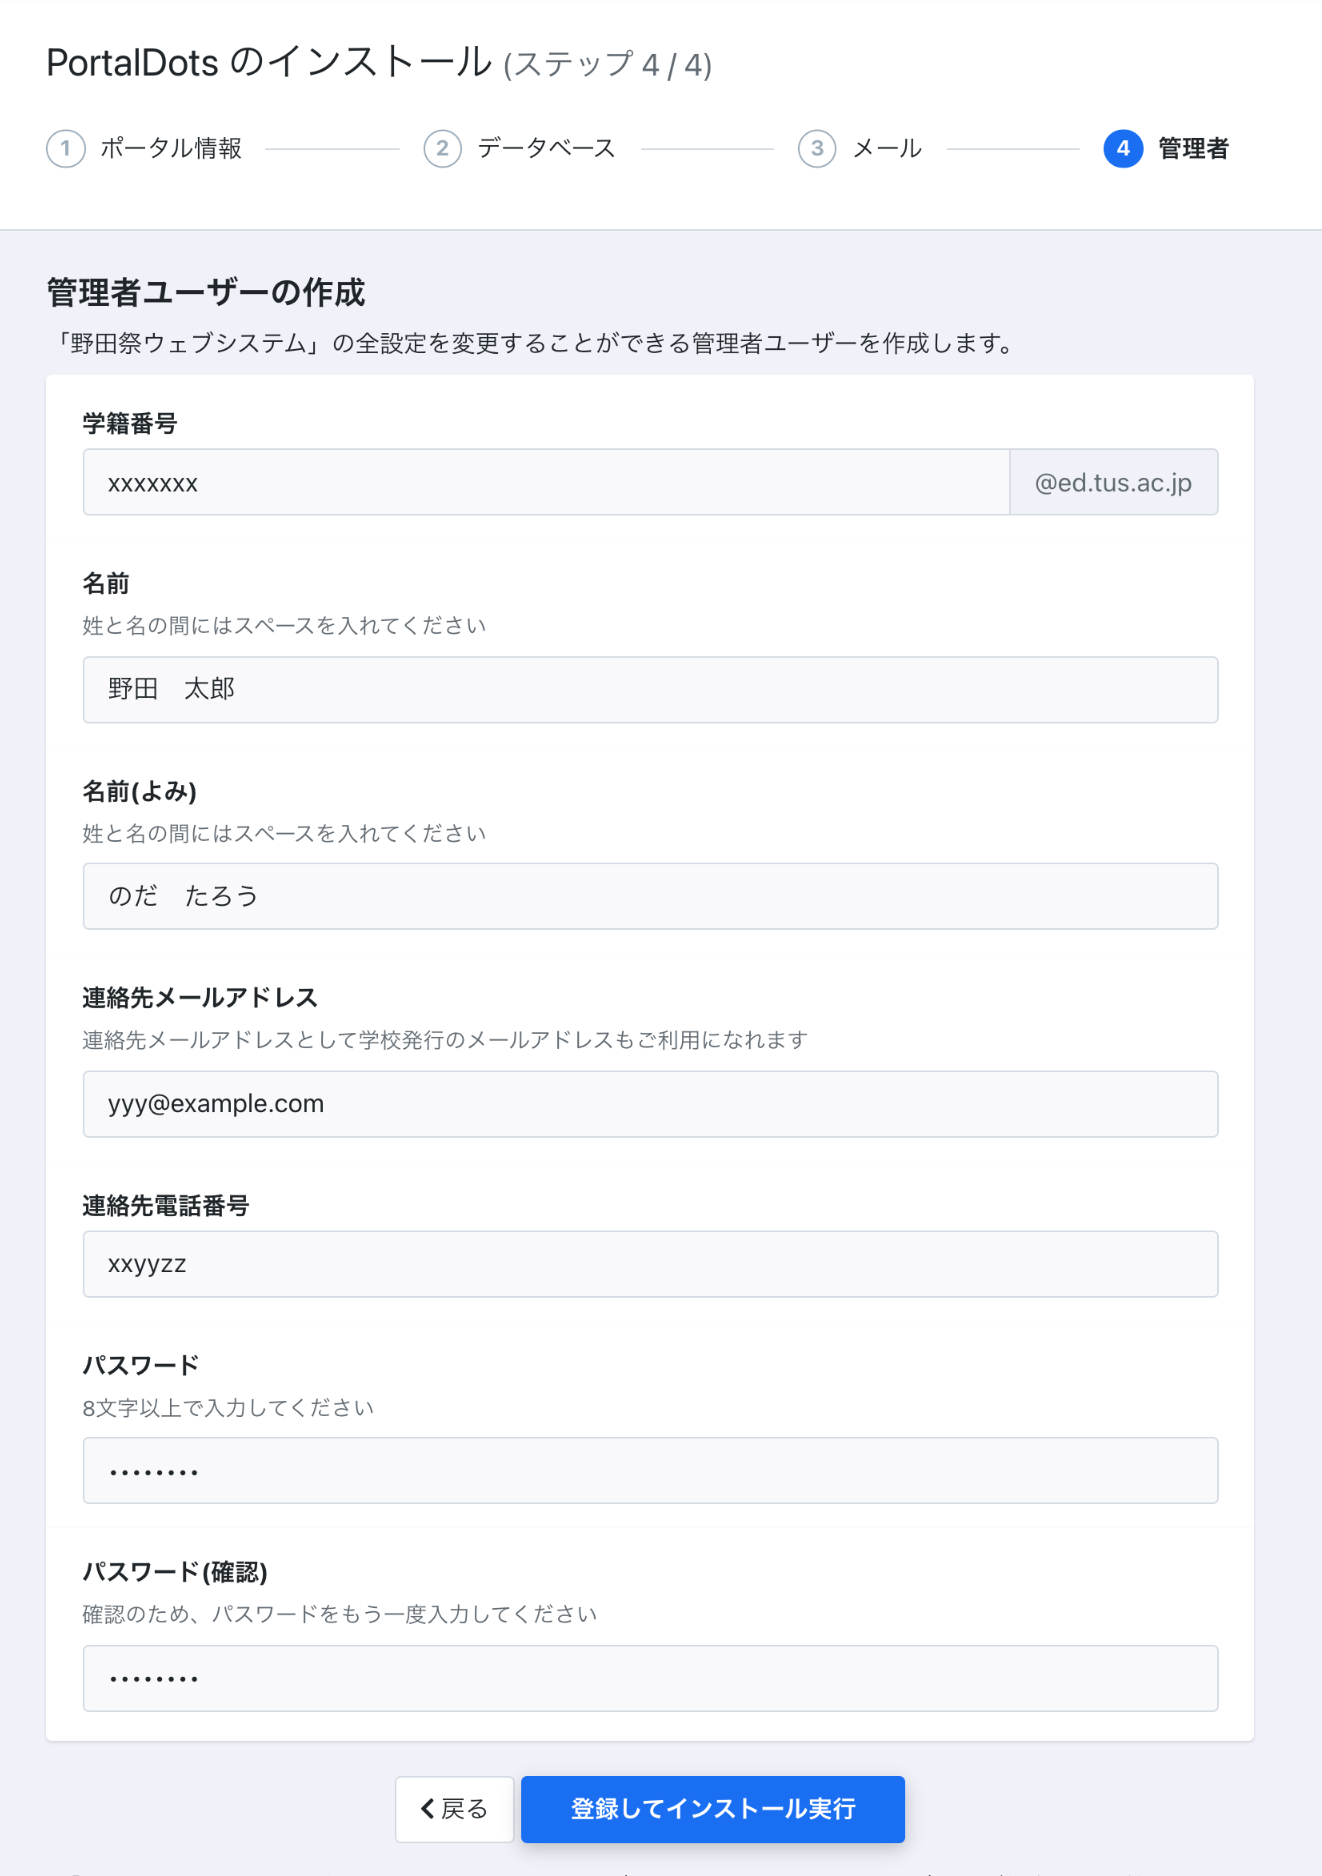 PortalDots のインストール (ステップ 4 / 4)
1 ポータル情報 2 データベース 3 メール 4 管理者
管理者ユーザーの作成
「野田祭ウェブシステム」の全設定を変更することができる管理者ユーザーを作成します。
学籍番号
xxxxxxx @ed.tus.ac.jp
名前
姓と名の間にはスペースを入れてください
野田　太郎
名前(よみ)
姓と名の間にはスペースを入れてください
のだ　たろう
連絡先メールアドレス
連絡先メールアドレスとして学校発行のメールアドレスもご利用になれます
yyy@example.com
連絡先電話番号
xxyyzz
パスワード
8文字以上で入力してください
••••••••
パスワード(確認)
確認のため、パスワードをもう一度入力してください
••••••••
戻る 登録してインストール実行